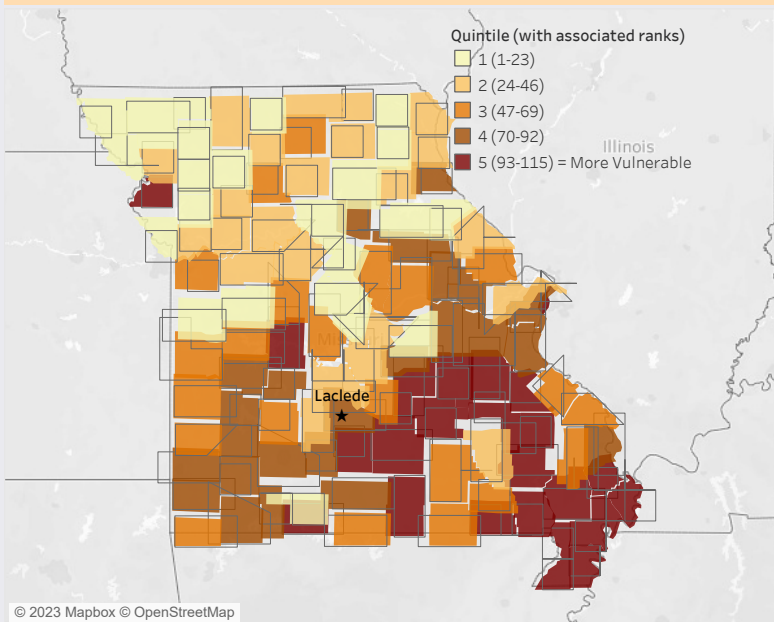 Quintile (with associated ranks)
1 (1-23)
2 (24-46)
3 (47-69)
4 (70-92)
5 (93-115) = More Vulnerable
Illinois
Laclede
© 2023 Mapbox © OpenStreetMap